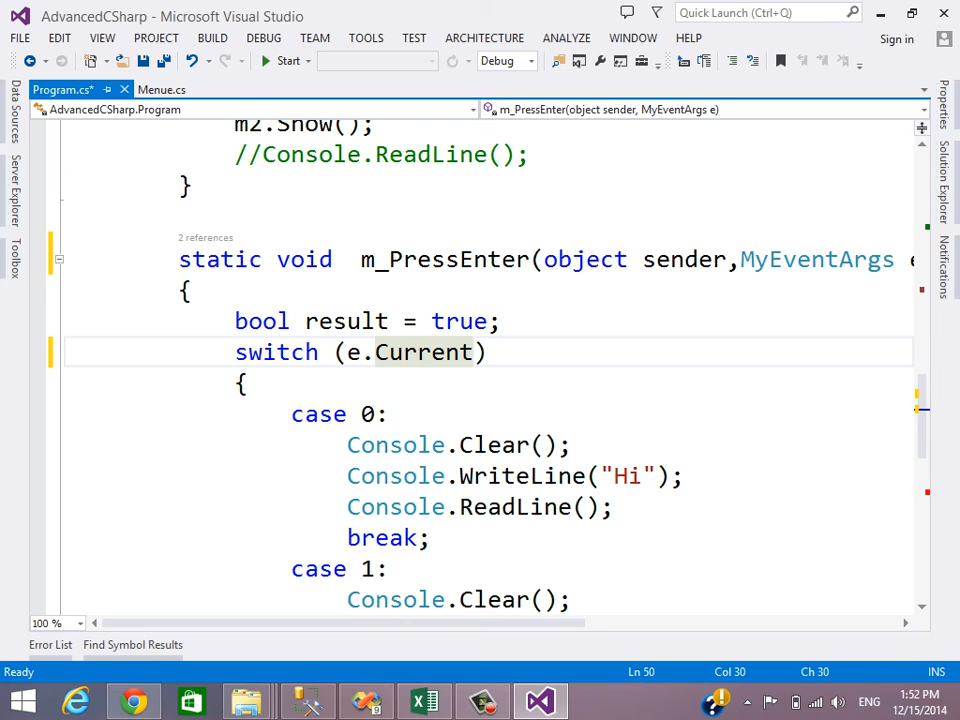 AdvancedCSharp - Microsoft Visual Studio
Quick Launch (Ctrl+Q)
FILE EDIT VIEW PROJECT BUILD DEBUG TEAM TOOLS TEST ARCHITECTURE ANALYZE WINDOW HELP
Sign in
Start Debug
Program.cs* Menue.cs
AdvancedCSharp.Program m_PressEnter(object sender, MyEventArgs e)
Data Sources
Server Explorer
Toolbox
Properties
Solution Explorer
Notifications
m2.Show();
//Console.ReadLine();
}
2 references
static void m_PressEnter(object sender,MyEventArgs e
{
bool result = true;
switch (e.Current)
{
case 0:
Console.Clear();
Console.WriteLine("Hi");
Console.ReadLine();
break;
case 1:
Console.Clear();
100 %
Error List Find Symbol Results
Ready Ln 50 Col 30 Ch 30 INS
ENG
1:52 PM
12/15/2014